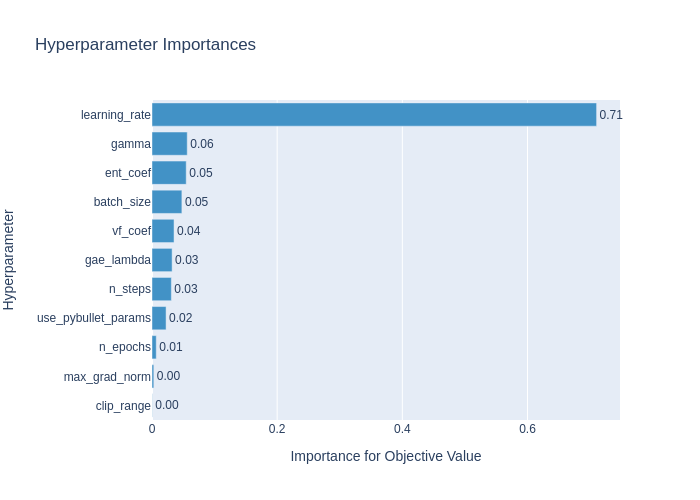 Hyperparameter Importances
learning_rate 0.71
gamma 0.06
ent_coef 0.05
batch_size 0.05
vf_coef 0.04
gae_lambda 0.03
n_steps 0.03
use_pybullet_params 0.02
n_epochs 0.01
max_grad_norm 0.00
clip_range 0.00
Hyperparameter
0 0.2 0.4 0.6
Importance for Objective Value